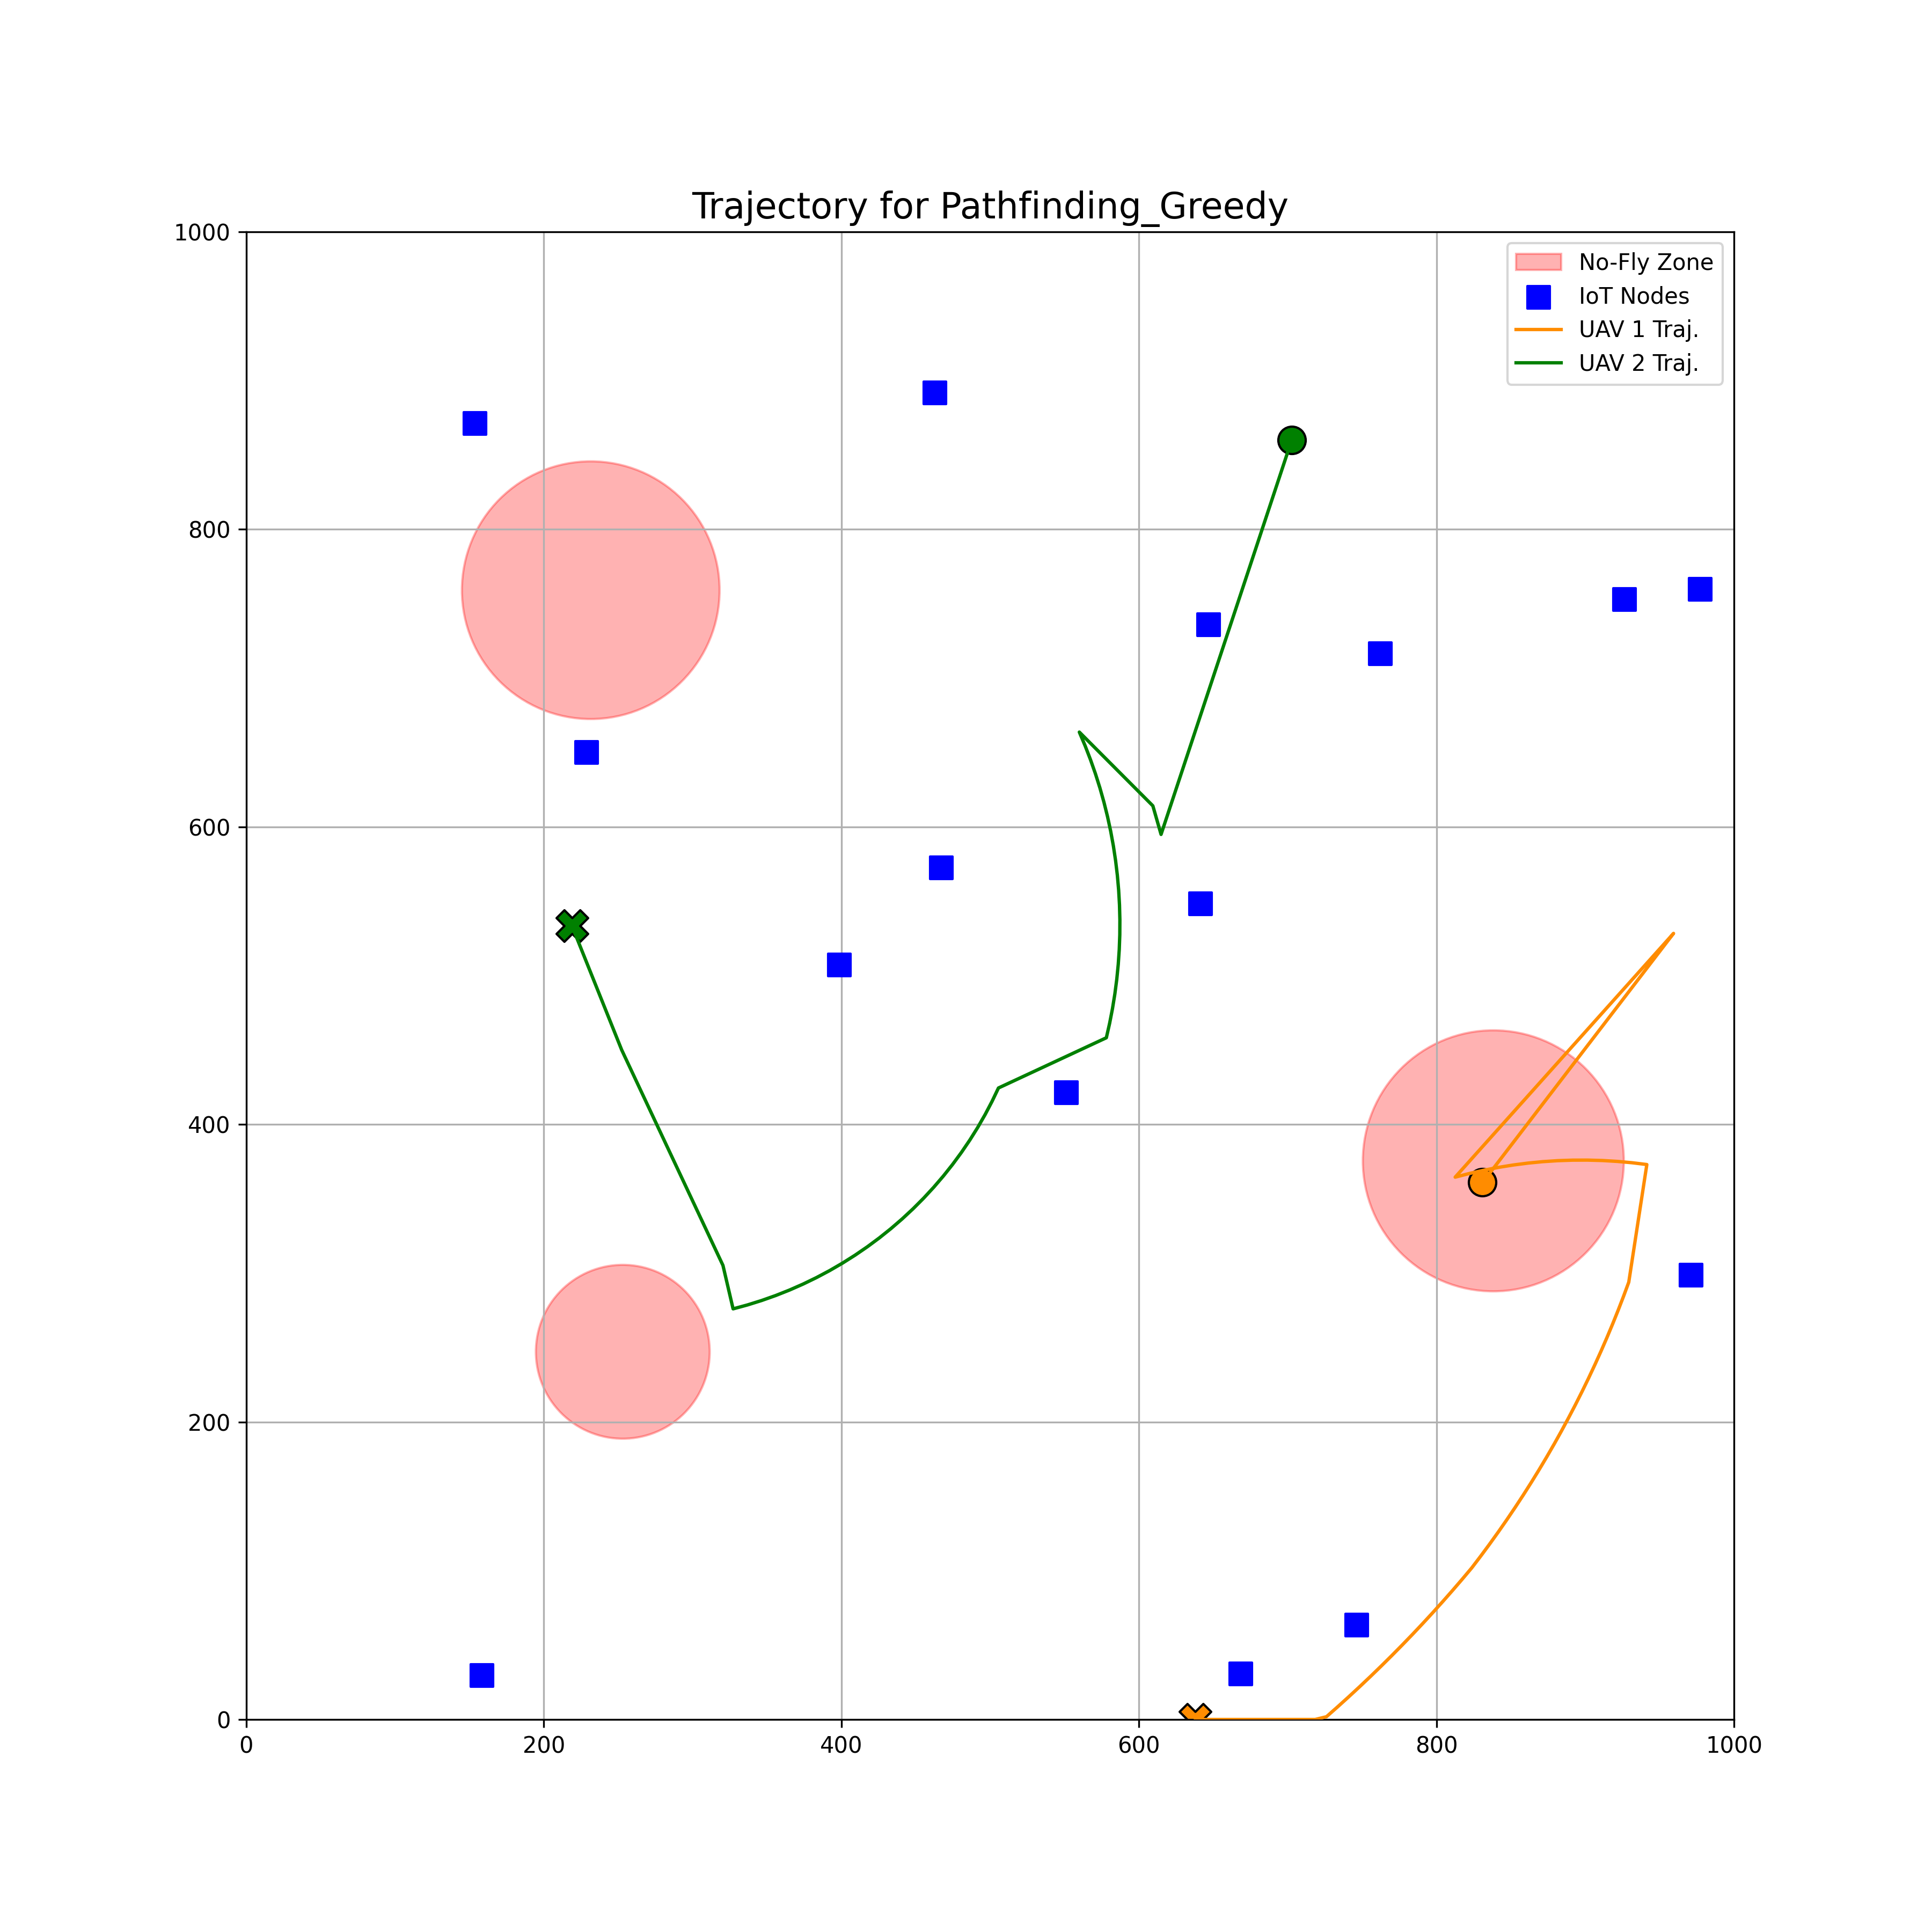 Trajectory for Pathfinding_Greedy
1000
800
600
400
200
0
0 200 400 600 800 1000
No-Fly Zone
IoT Nodes
UAV 1 Traj.
UAV 2 Traj.